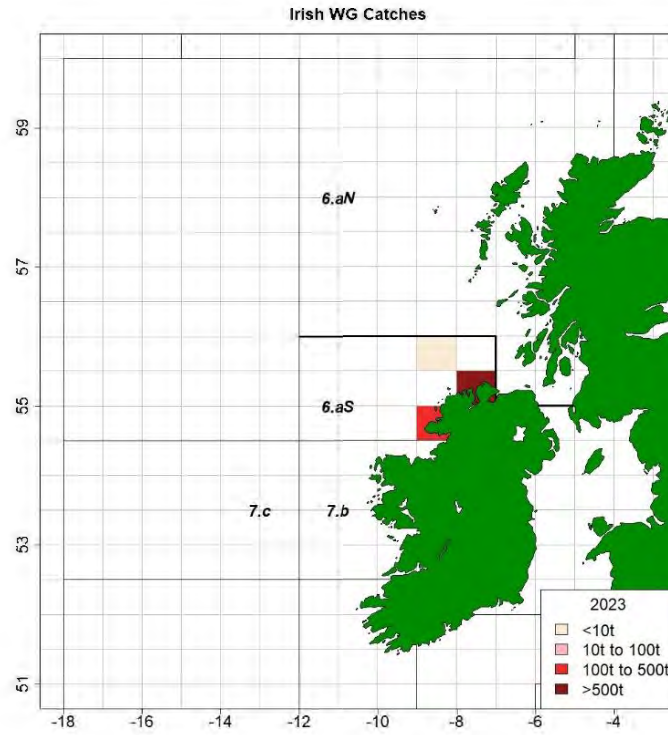 Irish WG Catches
59
57
55
53
51
6.aN
6.aS
7.c
7.b
2023
<10t
10t to 100t
100t to 500t
>500t
-18
-16
-14
-12
-10
-8
-6
-4